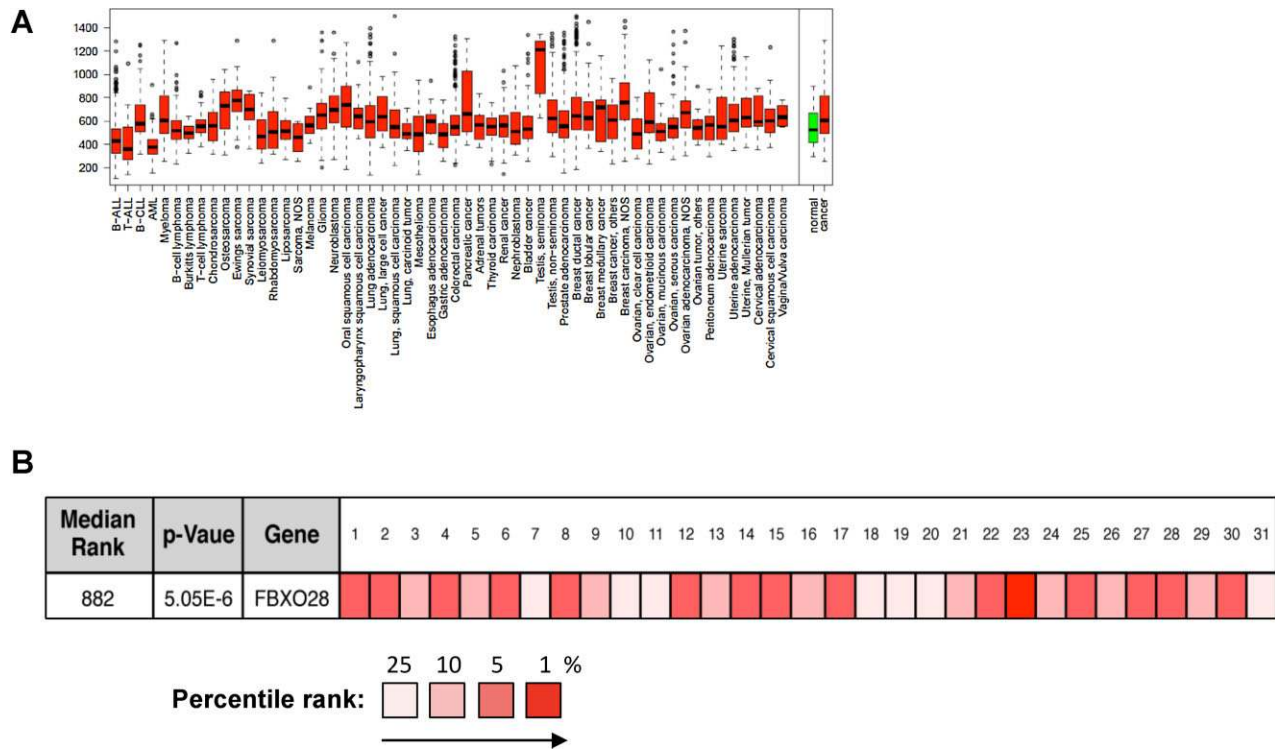 A
1400
1200
1000
800
600
400
200
B-ALL
T-ALL
B-CLL
AML
Myeloma
B-cell lymphoma
Burkitts lymphoma
T-cell lymphoma
Chondrosarcoma
Osteosarcoma
Ewings sarcoma
Synovial sarcoma
Leiomyosarcoma
Rhabdomyosarcoma
Liposarcoma
Sarcoma, NOS
Melanoma
Glioma
Neuroblastoma
Oral squamous cell carcinoma
Laryngopharynx squamous cell carcinoma
Lung adenocarcinoma
Lung, large cell cancer
Lung, squamous cell carcinoma
Lung, carcinoid tumor
Mesothelioma
Esophagus adenocarcinoma
Gastric adenocarcinoma
Colorectal carcinoma
Pancreatic cancer
Adrenal tumors
Thyroid carcinoma
Renal cancer
Nephroblastoma
Bladder cancer
Testis, seminoma
Testis, non-seminoma
Prostate adenocarcinoma
Breast ductal cancer
Breast lobular cancer
Breast medullary cancer
Breast cancer, others
Breast carcinoma, NOS
Ovarian, clear cell carcinoma
Ovarian, endometrioid carcinoma
Ovarian, mucinous carcinoma
Ovarian, serous carcinoma
Ovarian adenocarcinoma, NOS
Ovarian tumor, others
Peritoneum adenocarcinoma
Uterine sarcoma
Uterine adenocarcinoma
Uterine, Mullerian tumor
Cervical adenocarcinoma
Cervical squamous cell carcinoma
Vagina/Vulva carcinoma
normal
cancer
B
Median Rank p-Vaue Gene 1 2 3 4 5 6 7 8 9 10 11 12 13 14 15 16 17 18 19 20 21 22 23 24 25 26 27 28 29 30 31
882 5.05E-6 FBXO28
25 10 5 1 %
Percentile rank: